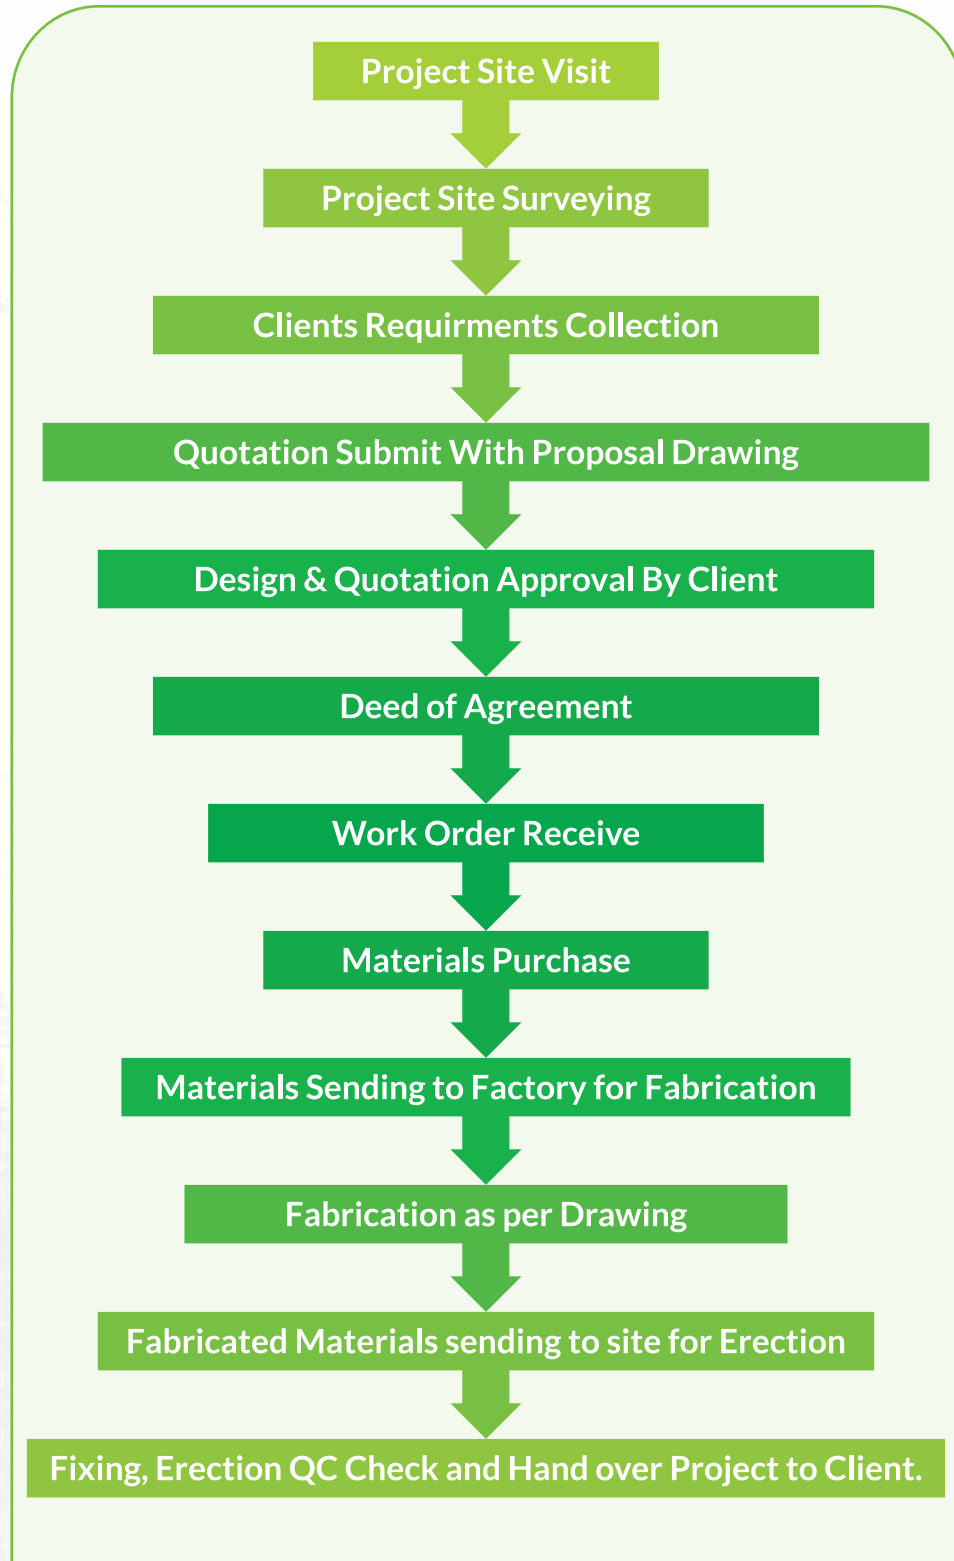 Project Site Visit
Project Site Surveying
Clients Requirments Collection
Quotation Submit With Proposal Drawing
Design & Quotation Approval By Client
Deed of Agreement
Work Order Receive
Materials Purchase
Materials Sending to Factory for Fabrication
Fabrication as per Drawing
Fabricated Materials sending to site for Erection
Fixing, Erection QC Check and Hand over Project to Client.